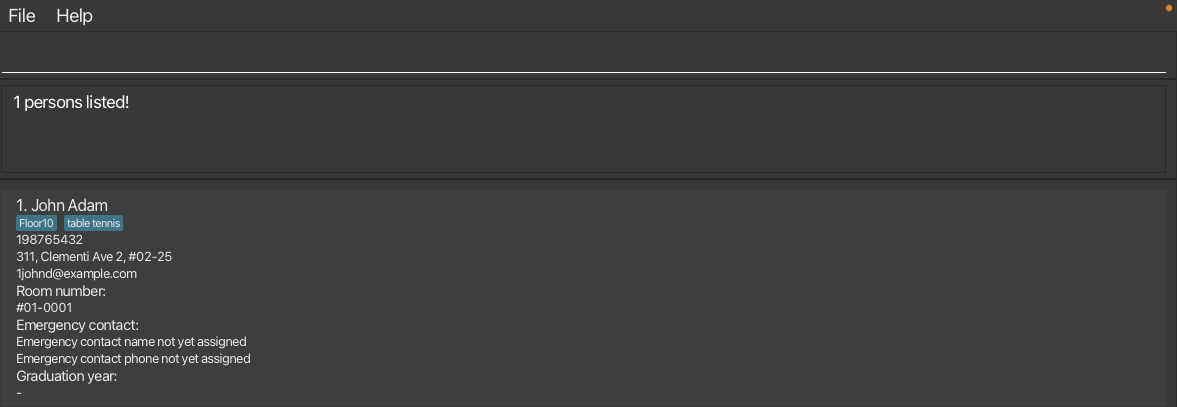 File Help
1 persons listed!
1. John Adam
Floor10 table tennis
198765432
311, Clementi Ave 2, #02-25
1johnd@example.com
Room number:
#01-0001
Emergency contact:
Emergency contact name not yet assigned
Emergency contact phone not yet assigned
Graduation year:
-